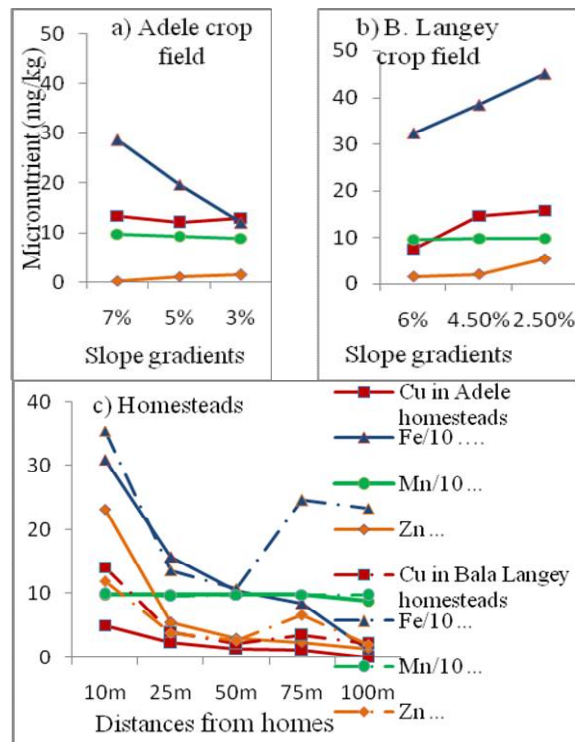 a) Adele crop
field
Micronutrient (mg/kg)
50
40
30
20
10
0
7% 5% 3%
Slope gradients
b) B. Langey
crop field
50
40
30
20
10
0
6% 4.50% 2.50%
Slope gradients
c) Homesteads
40
30
20
10
0
10m 25m 50m 75m 100m
Distances from homes
Cu in Adele
homesteads
Fe/10 ....
Mn/10 ...
Zn ...
Cu in Bala Langey
homesteads
Fe/10 ...
Mn/10 ...
Zn ...